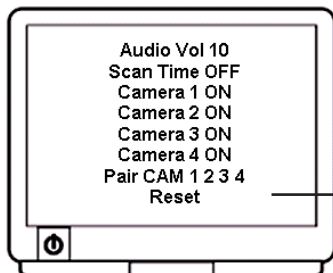 Audio Vol 10
Scan Time OFF
Camera 1 ON
Camera 2 ON
Camera 3 ON
Camera 4 ON
Pair CAM 1 2 3 4
Reset